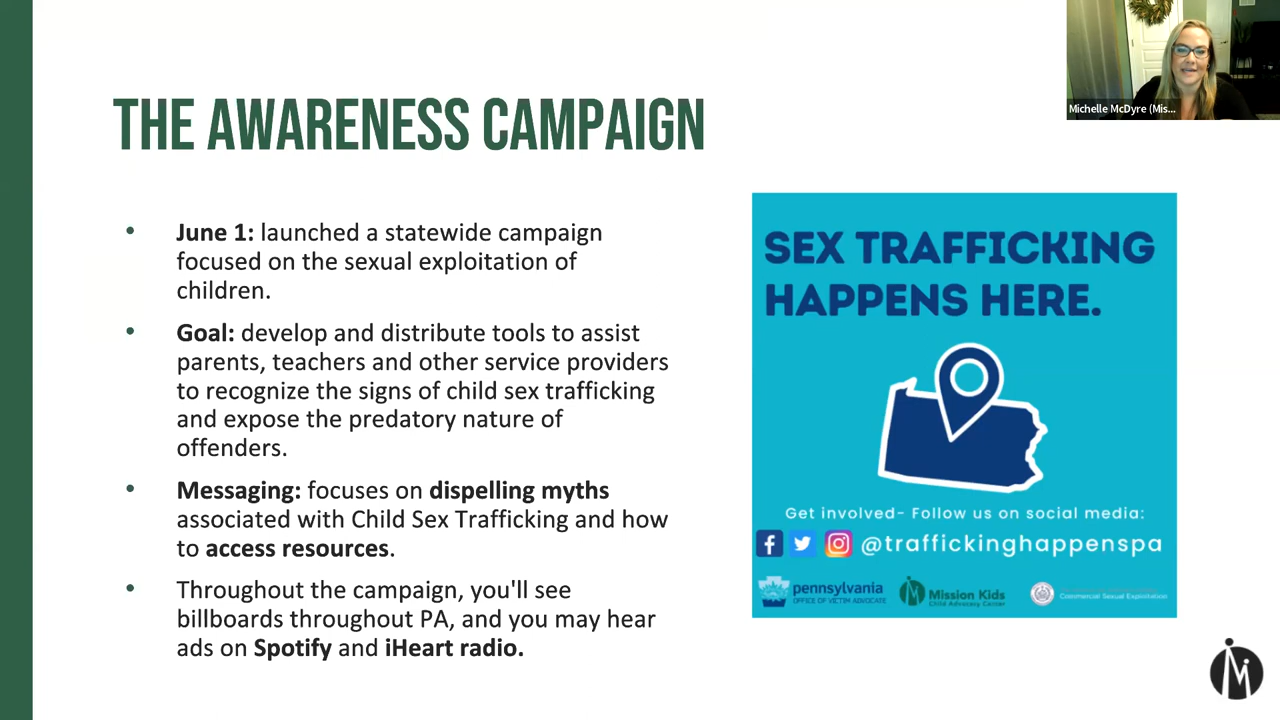 Michelle McDyre (Mis...
THE AWARENESS CAMPAIGN
• June 1: launched a statewide campaign
focused on the sexual exploitation of
children.
• Goal: develop and distribute tools to assist
parents, teachers and other service providers
to recognize the signs of child sex trafficking
and expose the predatory nature of
offenders.
• Messaging: focuses on dispelling myths
associated with Child Sex Trafficking and how
to access resources.
• Throughout the campaign, you'll see
billboards throughout PA, and you may hear
ads on Spotify and iHeart radio.
SEX TRAFFICKING
HAPPENS HERE.
Get involved- Follow us on social media:
@traffickinghappenspa
pennsylvania
OFFICE OF VICTIM ADVOCATE
Mission Kids
Child Advocacy Center
Commercial Sexual Exploitation